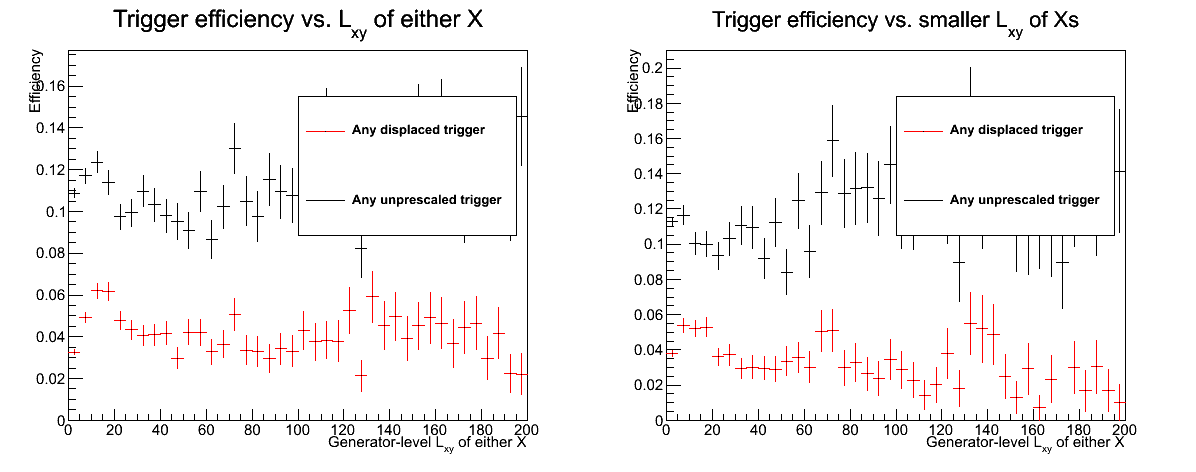 Trigger efficiency vs. Lxy of either X
Efficiency
0.16
0.14
0.12
0.1
0.08
0.06
0.04
0.02
0
Any displaced trigger
Any unprescaled trigger
0 20 40 60 80 100 120 140 160 180 200
Generator-level Lxy of either X
Trigger efficiency vs. smaller Lxy of Xs
Efficiency
0.2
0.18
0.16
0.14
0.12
0.1
0.08
0.06
0.04
0.02
0
Any displaced trigger
Any unprescaled trigger
0 20 40 60 80 100 120 140 160 180 200
Generator-level Lxy of either X